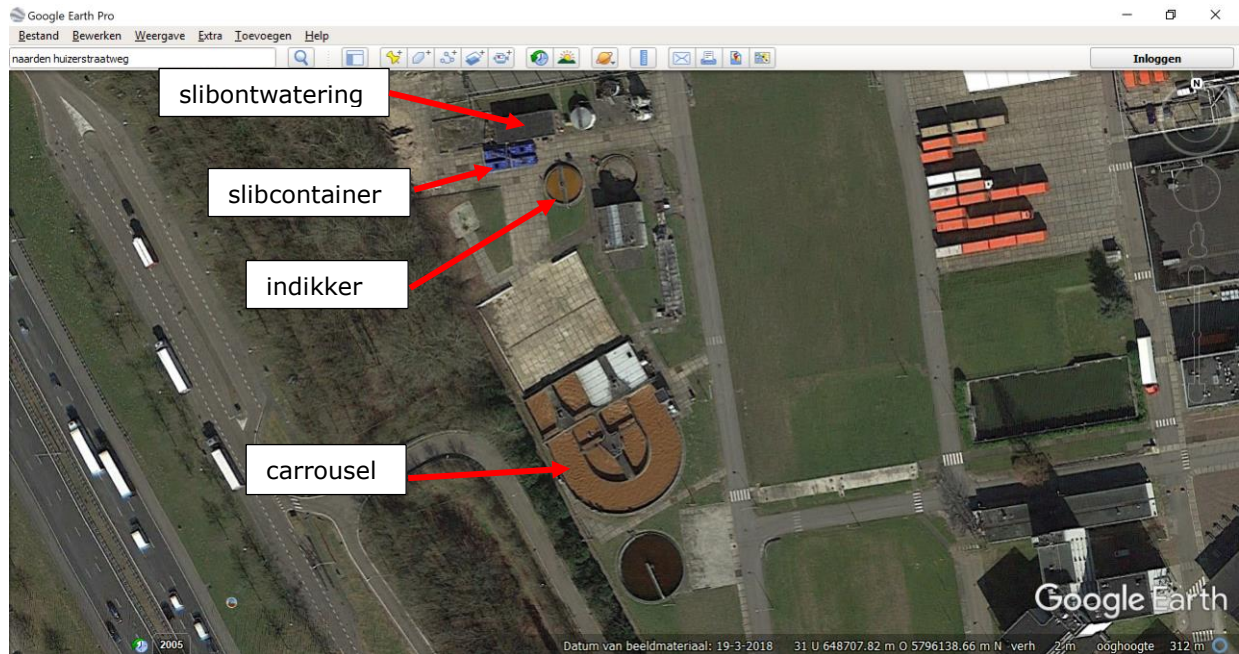 Google Earth Pro
Bestand Bewerken Weergave Extra Toevoegen Help
naarden huizerstraatweg
Inloggen
N
slibontwatering
slibcontainer
indikker
carrousel
Google Earth
2005
Datum van beeldmateriaal: 19-3-2018 31 U 648707.82 m O 5796138.66 m N verh 2 m ooghoogte 312 m